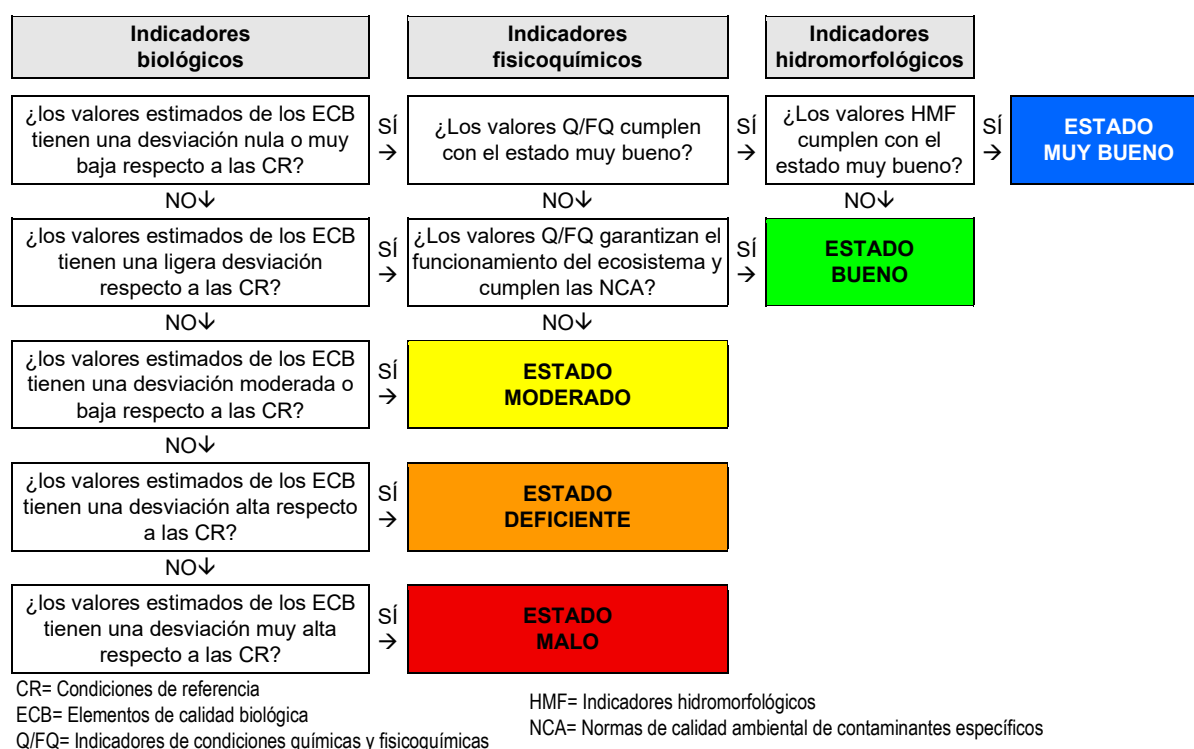 Indicadores
biológicos
Indicadores
fisicoquímicos
Indicadores
hidromorfológicos
¿los valores estimados de los ECB
tienen una desviación nula o muy
baja respecto a las CR?
SÍ
→
¿Los valores Q/FQ cumplen
con el estado muy bueno?
SÍ
→
¿Los valores HMF
cumplen con el
estado muy bueno?
SÍ
→
ESTADO
MUY BUENO
NO↓
NO↓
NO↓
¿los valores estimados de los ECB
tienen una ligera desviación
respecto a las CR?
SÍ
→
¿Los valores Q/FQ garantizan el
funcionamiento del ecosistema y
cumplen las NCA?
SÍ
→
ESTADO
BUENO
NO↓
NO↓
¿los valores estimados de los ECB
tienen una desviación moderada o
baja respecto a las CR?
SÍ
→
ESTADO
MODERADO
NO↓
¿los valores estimados de los ECB
tienen una desviación alta respecto
a las CR?
SÍ
→
ESTADO
DEFICIENTE
NO↓
¿los valores estimados de los ECB
tienen una desviación muy alta
respecto a las CR?
SÍ
→
ESTADO
MALO
CR= Condiciones de referencia
ECB= Elementos de calidad biológica
Q/FQ= Indicadores de condiciones químicas y fisicoquímicas
HMF= Indicadores hidromorfológicos
NCA= Normas de calidad ambiental de contaminantes específicos